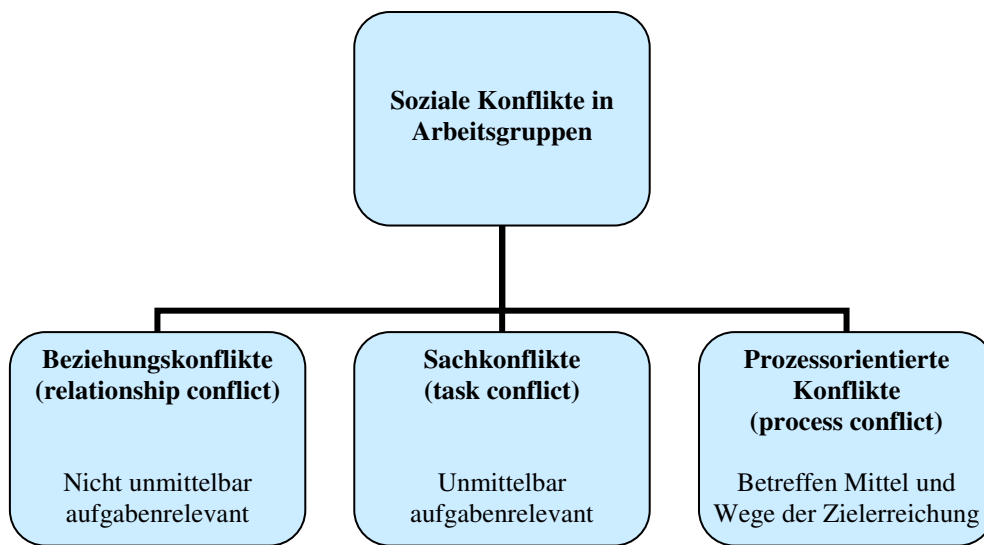 Soziale Konflikte in
Arbeitsgruppen
Beziehungskonflikte
(relationship conflict)
Nicht unmittelbar
aufgabenrelevant
Sachkonflikte
(task conflict)
Unmittelbar
aufgabenrelevant
Prozessorientierte
Konflikte
(process conflict)
Betreffen Mittel und
Wege der Zielerreichung